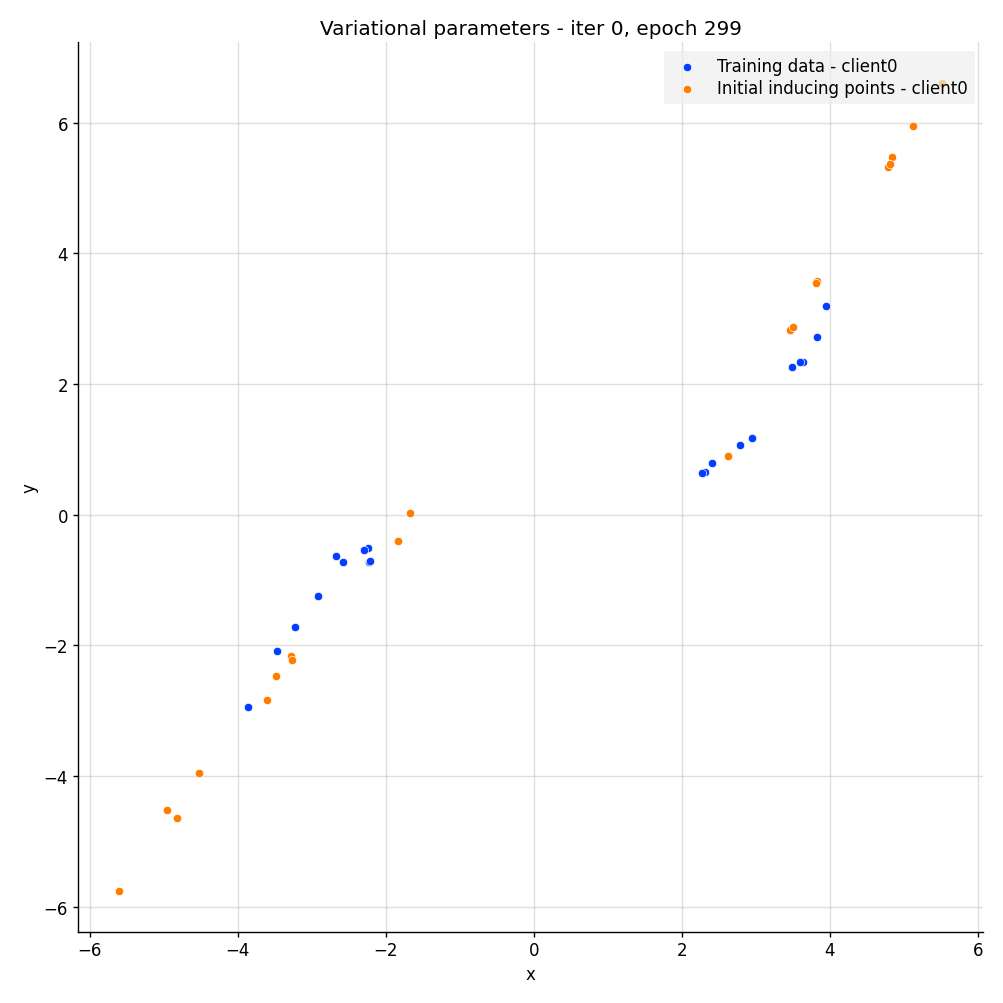 Variational parameters - iter 0, epoch 299
Training data - client0
Initial inducing points - client0
6
4
2
0
−2
−4
−6
y
−6 −4 −2 0 2 4 6
x